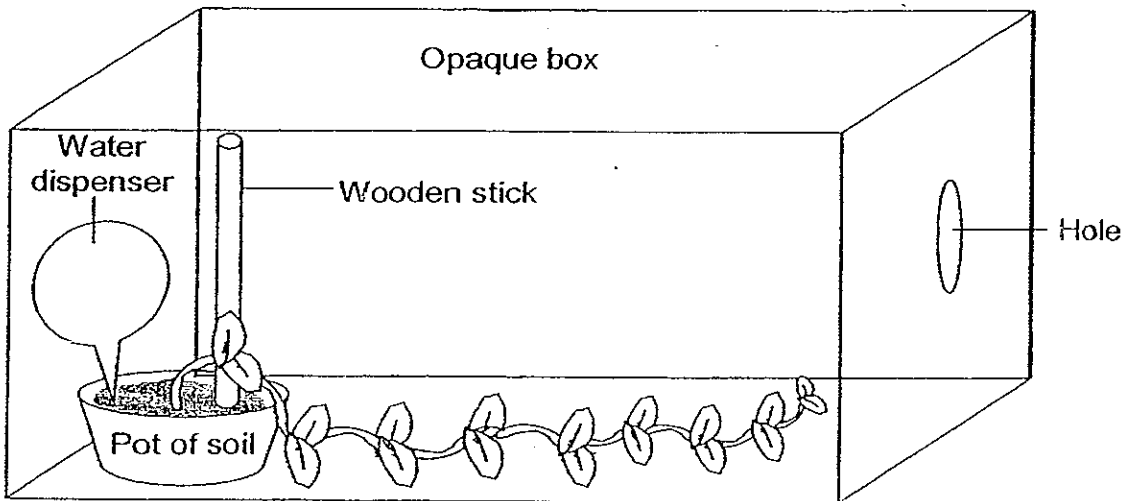 Opaque box
Water
dispenser
Wooden stick
Hole
Pot of soil